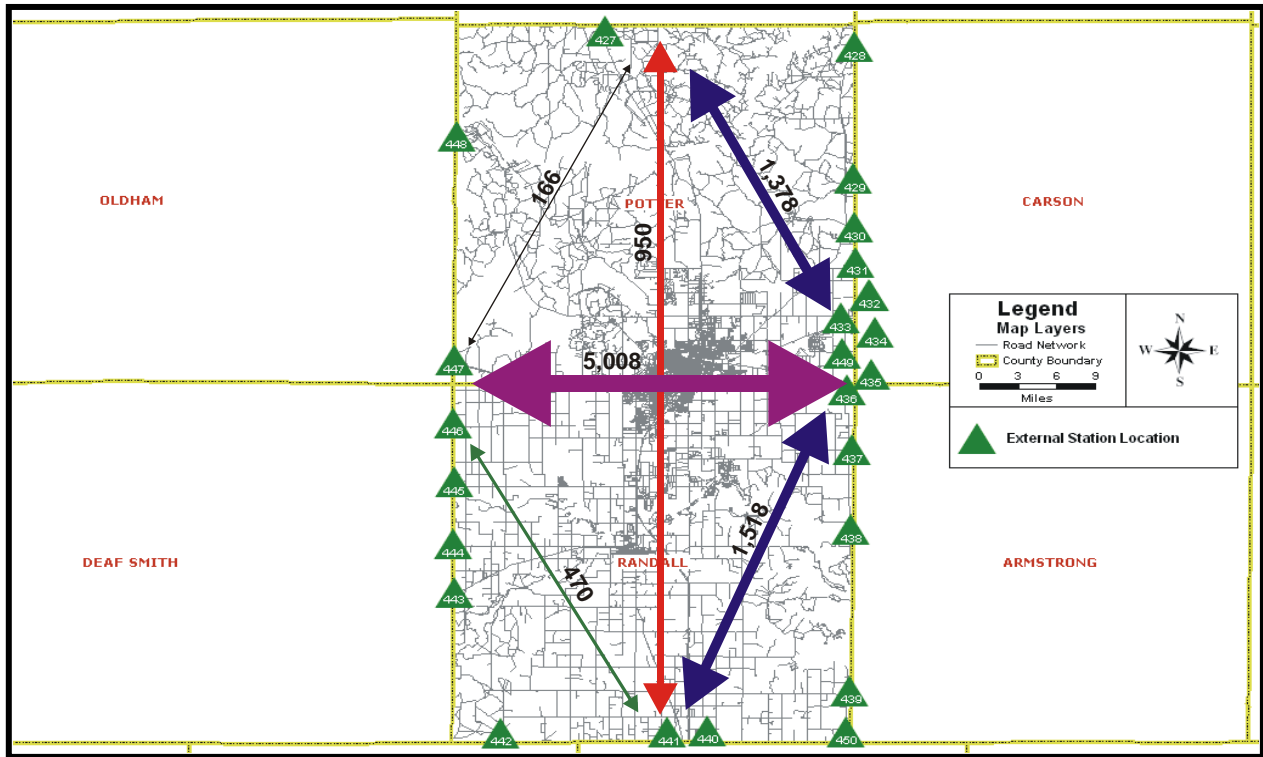 427
428
448
429
1,378
166
OLDHAM
POTTER
CARSON
430
950
431
432
433
434
Legend
Map Layers
Road Network
County Boundary
0 3 6 9
Miles
N
W E
S
External Station Location
449
447
5,008
435
436
446
437
445
438
1,518
444
DEAF SMITH
RANDALL
ARMSTRONG
470
443
439
442
441
440
450